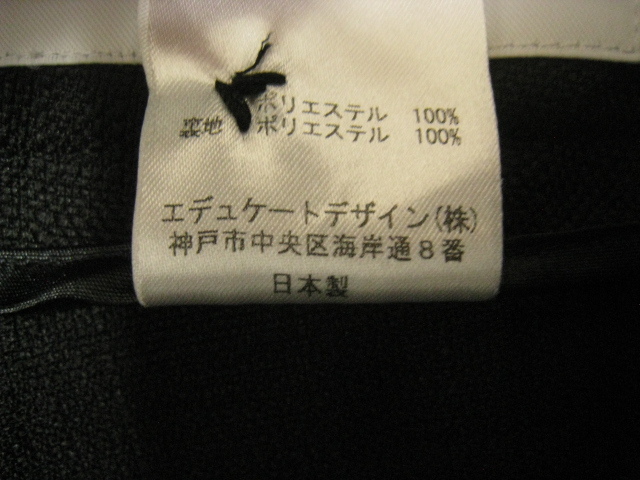 ポリエステル 100%
裏地 ポリエステル 100%
エデュケートデザイン(株)
神戸市中央区海岸通8番
日本製